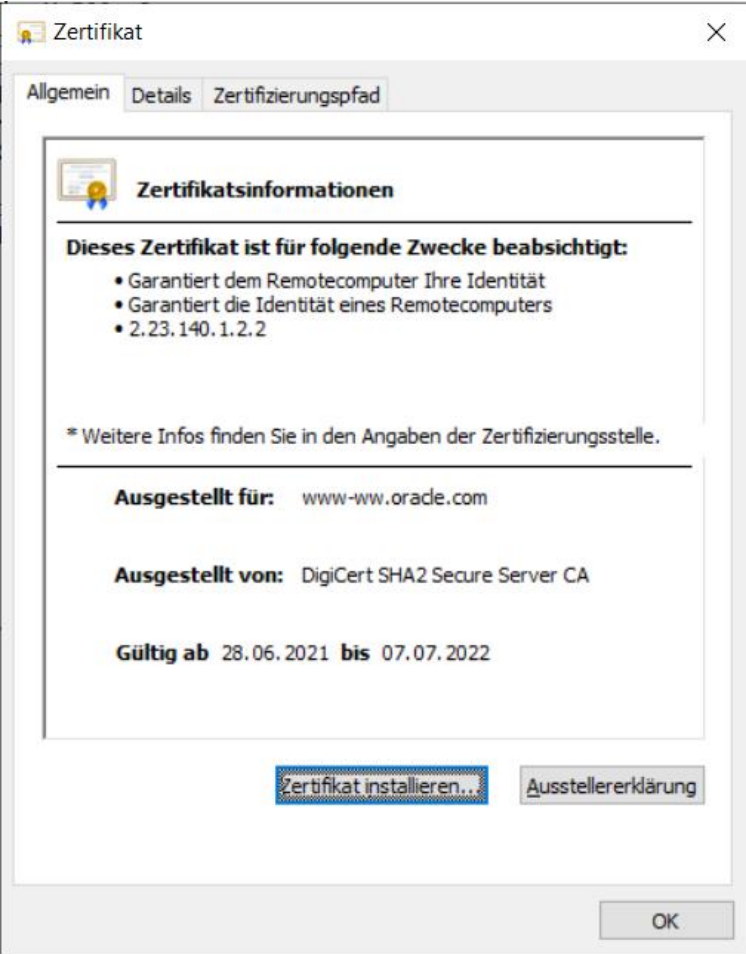 Zertifikat
Allgemein Details Zertifizierungspfad
Zertifikatsinformationen
Dieses Zertifikat ist für folgende Zwecke beabsichtigt:
• Garantiert dem Remotecomputer Ihre Identität
• Garantiert die Identität eines Remotecomputers
• 2.23.140.1.2.2
* Weitere Infos finden Sie in den Angaben der Zertifizierungsstelle.
Ausgestellt für: www-ww.oracle.com
Ausgestellt von: DigiCert SHA2 Secure Server CA
Gültig ab 28.06.2021 bis 07.07.2022
Zertifikat installieren... Ausstellererklärung
OK